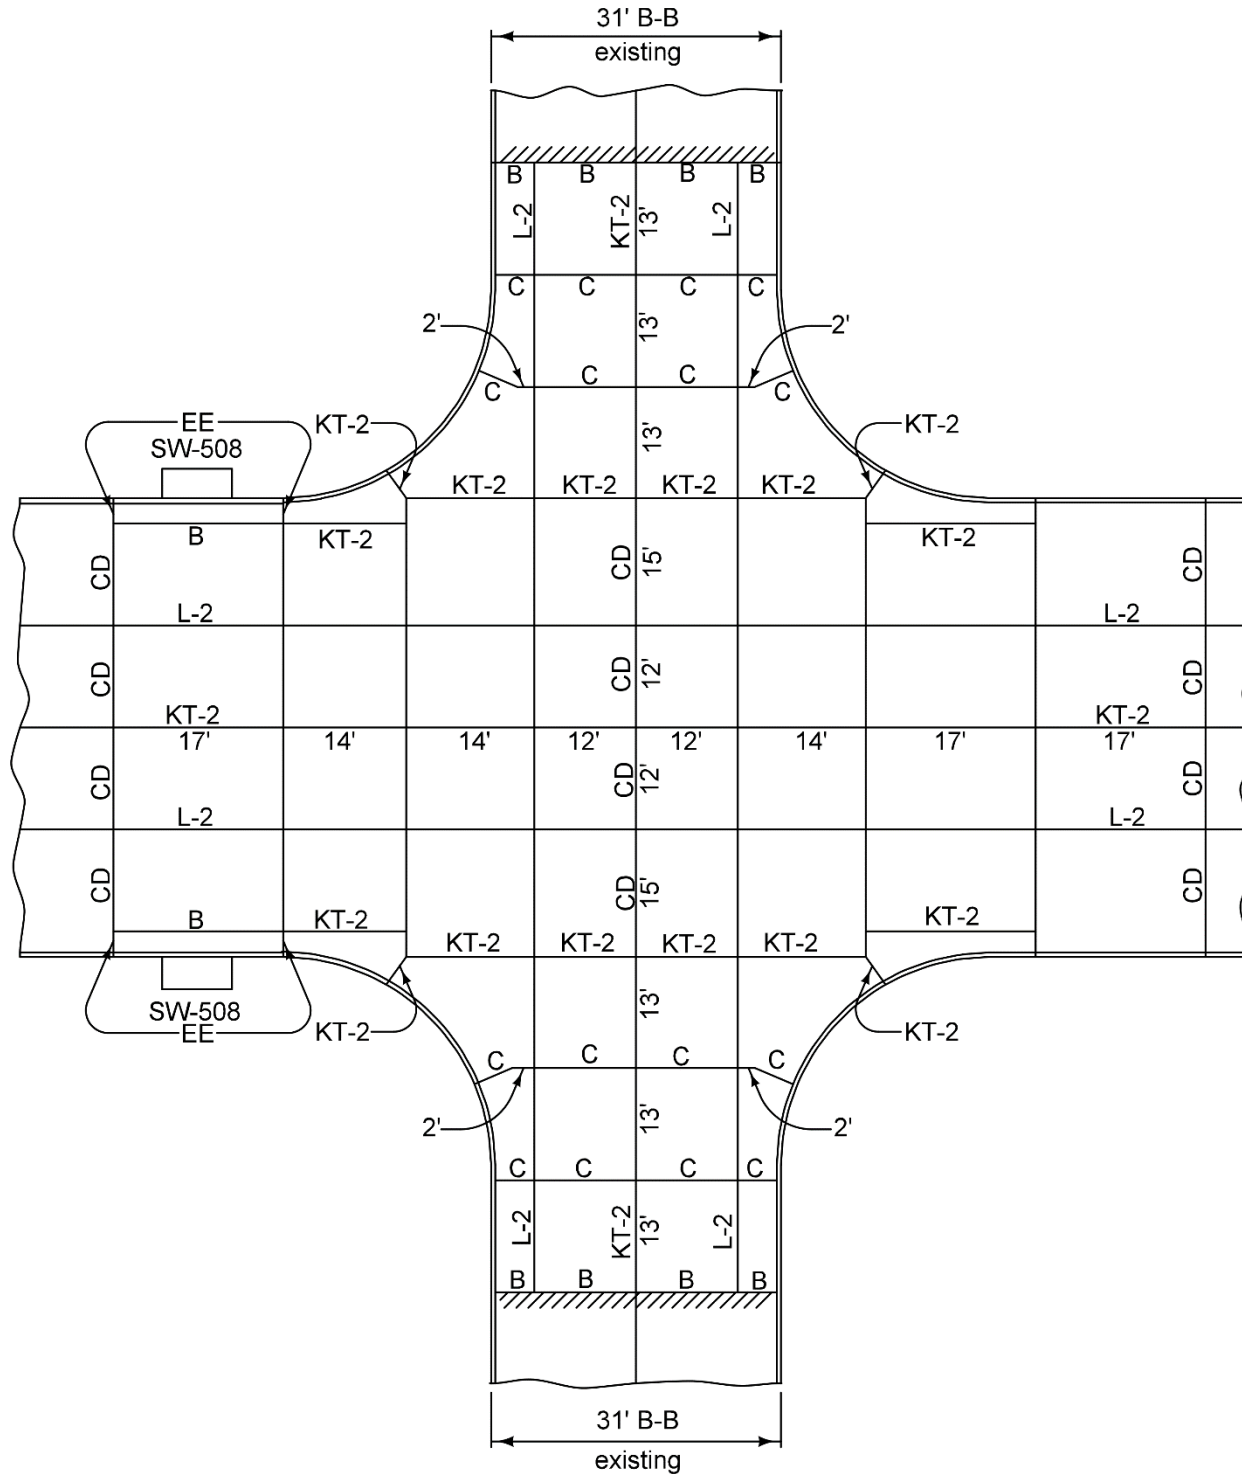 31' B-B
existing
B B B B
L-2 KT-2 13' L-2
C C C C
2' 13' 2'
C C C C
EE KT-2 13' KT-2
SW-508
KT-2 KT-2 KT-2 KT-2
B KT-2 KT-2
CD CD 15' CD
L-2 L-2
CD CD 12' CD
KT-2 KT-2
17' 14' 14' 12' 12' 14' 17' 17'
CD CD 12' CD
L-2 L-2
CD CD 15' CD
B KT-2 KT-2
KT-2 KT-2 KT-2 KT-2
SW-508 13'
EE KT-2 KT-2
C C C C
2' 13' 2'
C C C C
L-2 KT-2 13' L-2
B B B B
31' B-B
existing